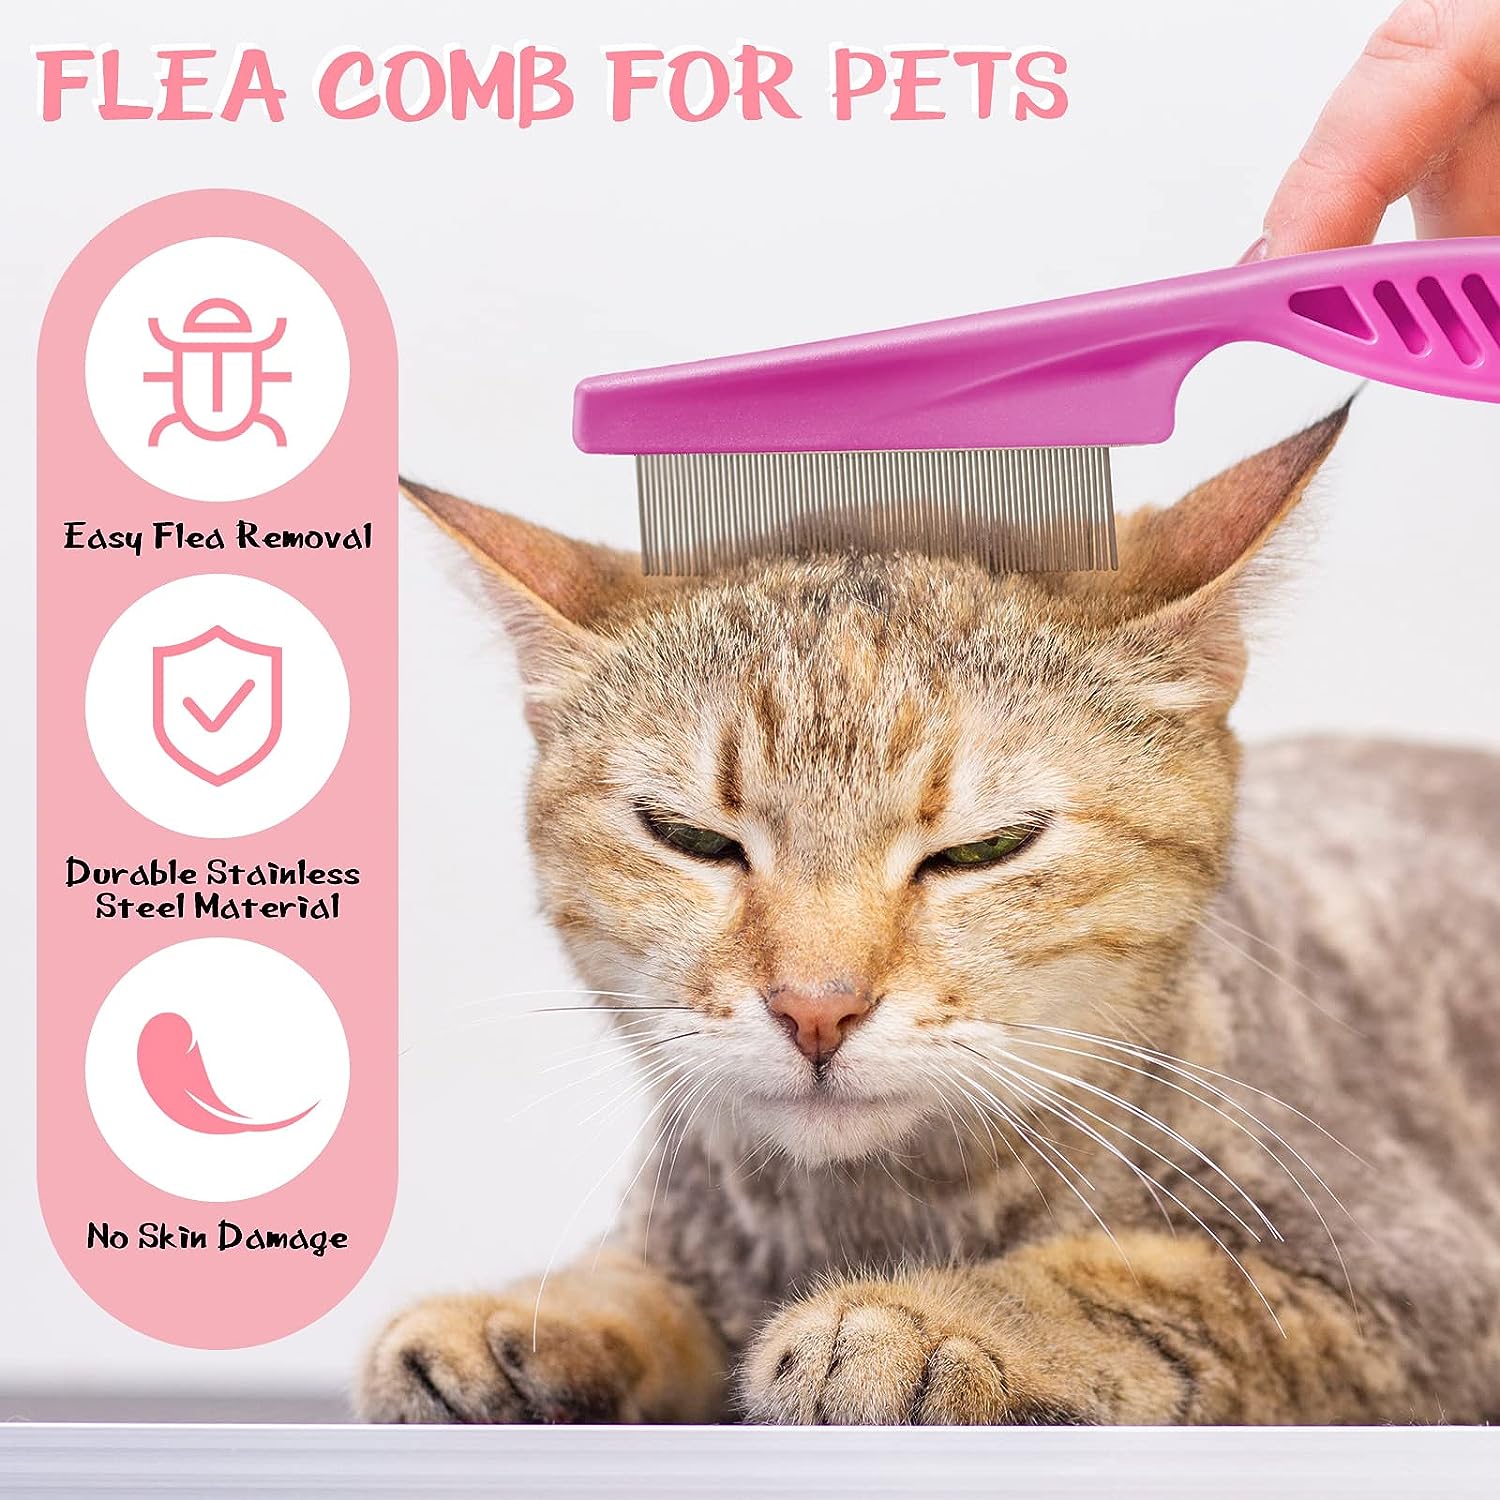 FLEA COMB FOR PETS
Easy Flea Removal
Durable Stainless
Steel Material
No Skin Damage